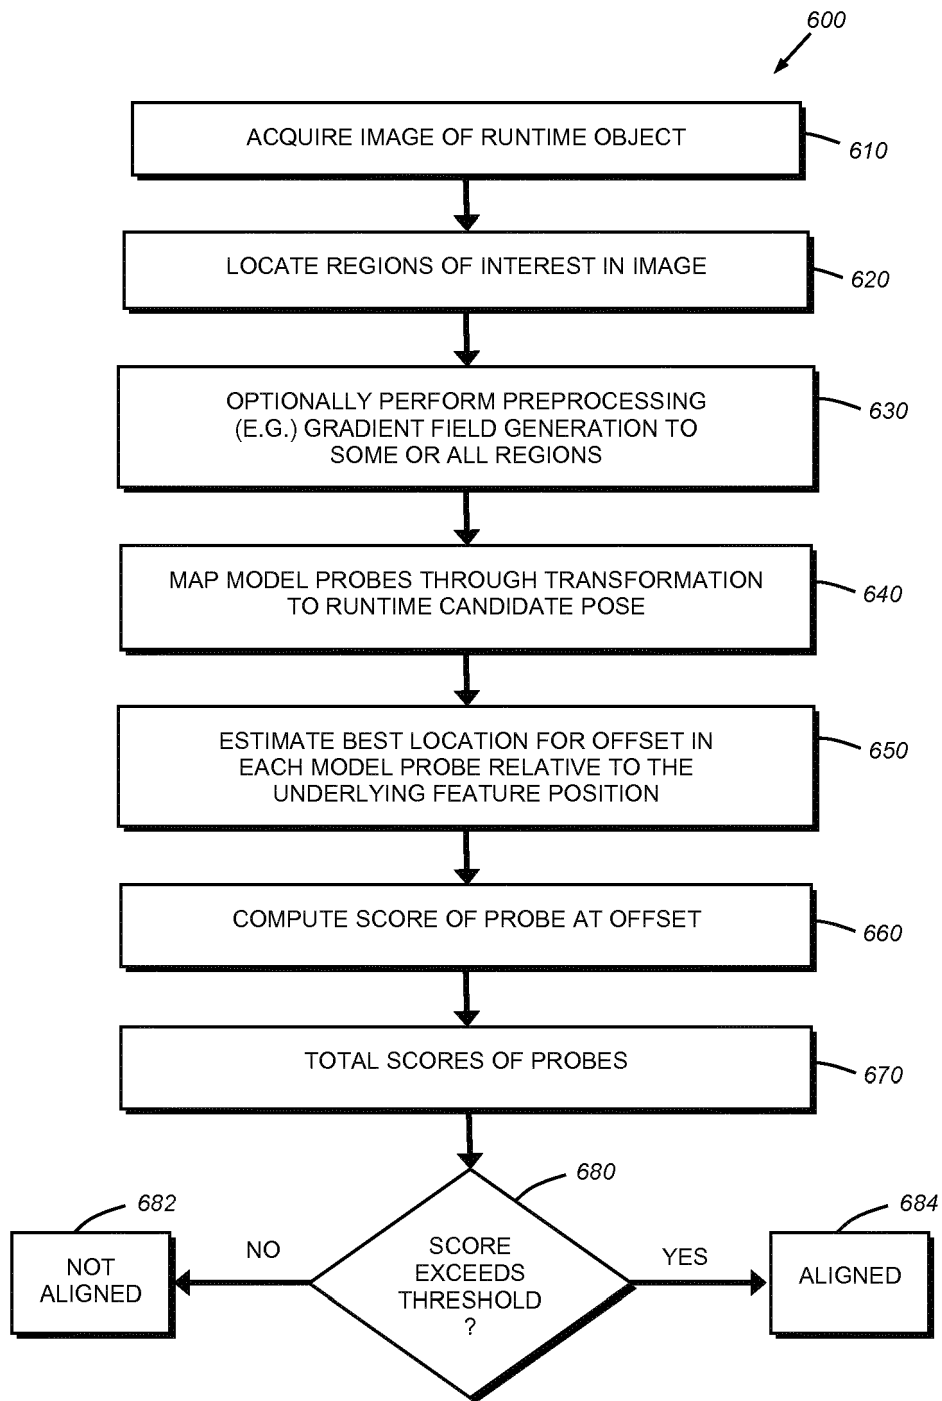 600
ACQUIRE IMAGE OF RUNTIME OBJECT
610
LOCATE REGIONS OF INTEREST IN IMAGE
620
OPTIONALLY PERFORM PREPROCESSING
(E.G.) GRADIENT FIELD GENERATION TO
SOME OR ALL REGIONS
630
MAP MODEL PROBES THROUGH TRANSFORMATION
TO RUNTIME CANDIDATE POSE
640
ESTIMATE BEST LOCATION FOR OFFSET IN
EACH MODEL PROBE RELATIVE TO THE
UNDERLYING FEATURE POSITION
650
COMPUTE SCORE OF PROBE AT OFFSET
660
TOTAL SCORES OF PROBES
670
680
SCORE
EXCEEDS
THRESHOLD
?
NO
682
NOT
ALIGNED
YES
684
ALIGNED